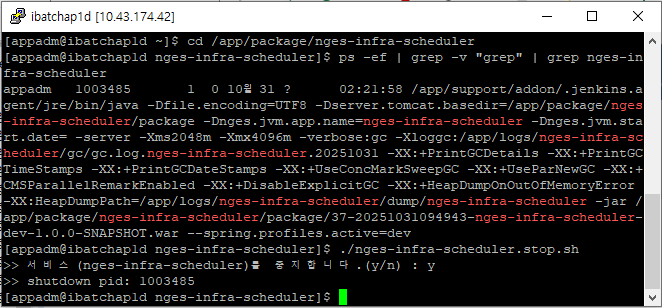 ibatchap1d [10.43.174.42]
[appadm@ibatchap1d ~]$ cd /app/package/nges-infra-scheduler
[appadm@ibatchap1d nges-infra-scheduler]$ ps -ef | grep -v "grep" | grep nges-in
fra-scheduler
appadm   1003485       1  0 10월 31 ?        02:21:58 /app/support/addon/.jenkins.a
gent/jre/bin/java -Dfile.encoding=UTF8 -Dserver.tomcat.basedir=/app/package/nges
-infra-scheduler/package -Dnges.jvm.app.name=nges-infra-scheduler -Dnges.jvm.sta
rt.date= -server -Xms2048m -Xmx4096m -verbose:gc -Xloggc:/app/logs/nges-infra-sc
heduler/gc/gc.log.nges-infra-scheduler.20251031 -XX:+PrintGCDetails -XX:+PrintGC
TimeStamps -XX:+PrintGCDateStamps -XX:+UseConcMarkSweepGC -XX:+UseParNewGC -XX:+
CMSParallelRemarkEnabled -XX:+DisableExplicitGC -XX:+HeapDumpOnOutOfMemoryError
-XX:HeapDumpPath=/app/logs/nges-infra-scheduler/dump/nges-infra-scheduler -jar /
app/package/nges-infra-scheduler/package/37-20251031094943-nges-infra-scheduler-
dev-1.0.0-SNAPSHOT.war --spring.profiles.active=dev
[appadm@ibatchap1d nges-infra-scheduler]$ ./nges-infra-scheduler.stop.sh
>> 서비스 (nges-infra-scheduler)를 중지합니다.(y/n) : y
>> shutdown pid: 1003485
[appadm@ibatchap1d nges-infra-scheduler]$